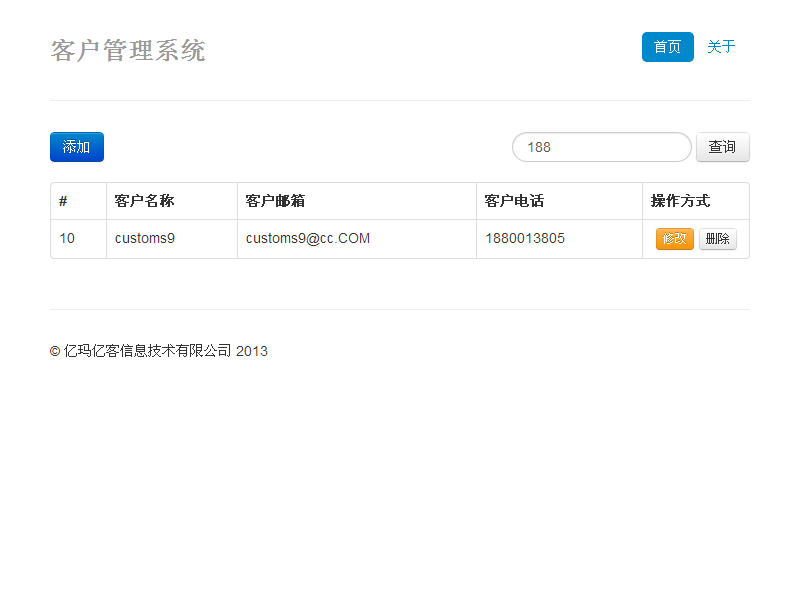 客户管理系统 首页 关于
添加 188 查询
# 客户名称 客户邮箱 客户电话 操作方式
10 customs9 customs9@cc.COM 1880013805 修改 删除
© 亿玛亿客信息技术有限公司 2013